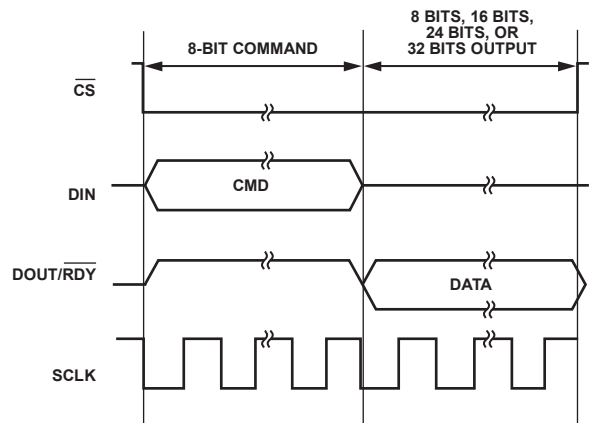 8 BITS, 16 BITS,
24 BITS, OR
32 BITS OUTPUT
8-BIT COMMAND
CS
DIN
CMD
DOUT/RDY
DATA
SCLK